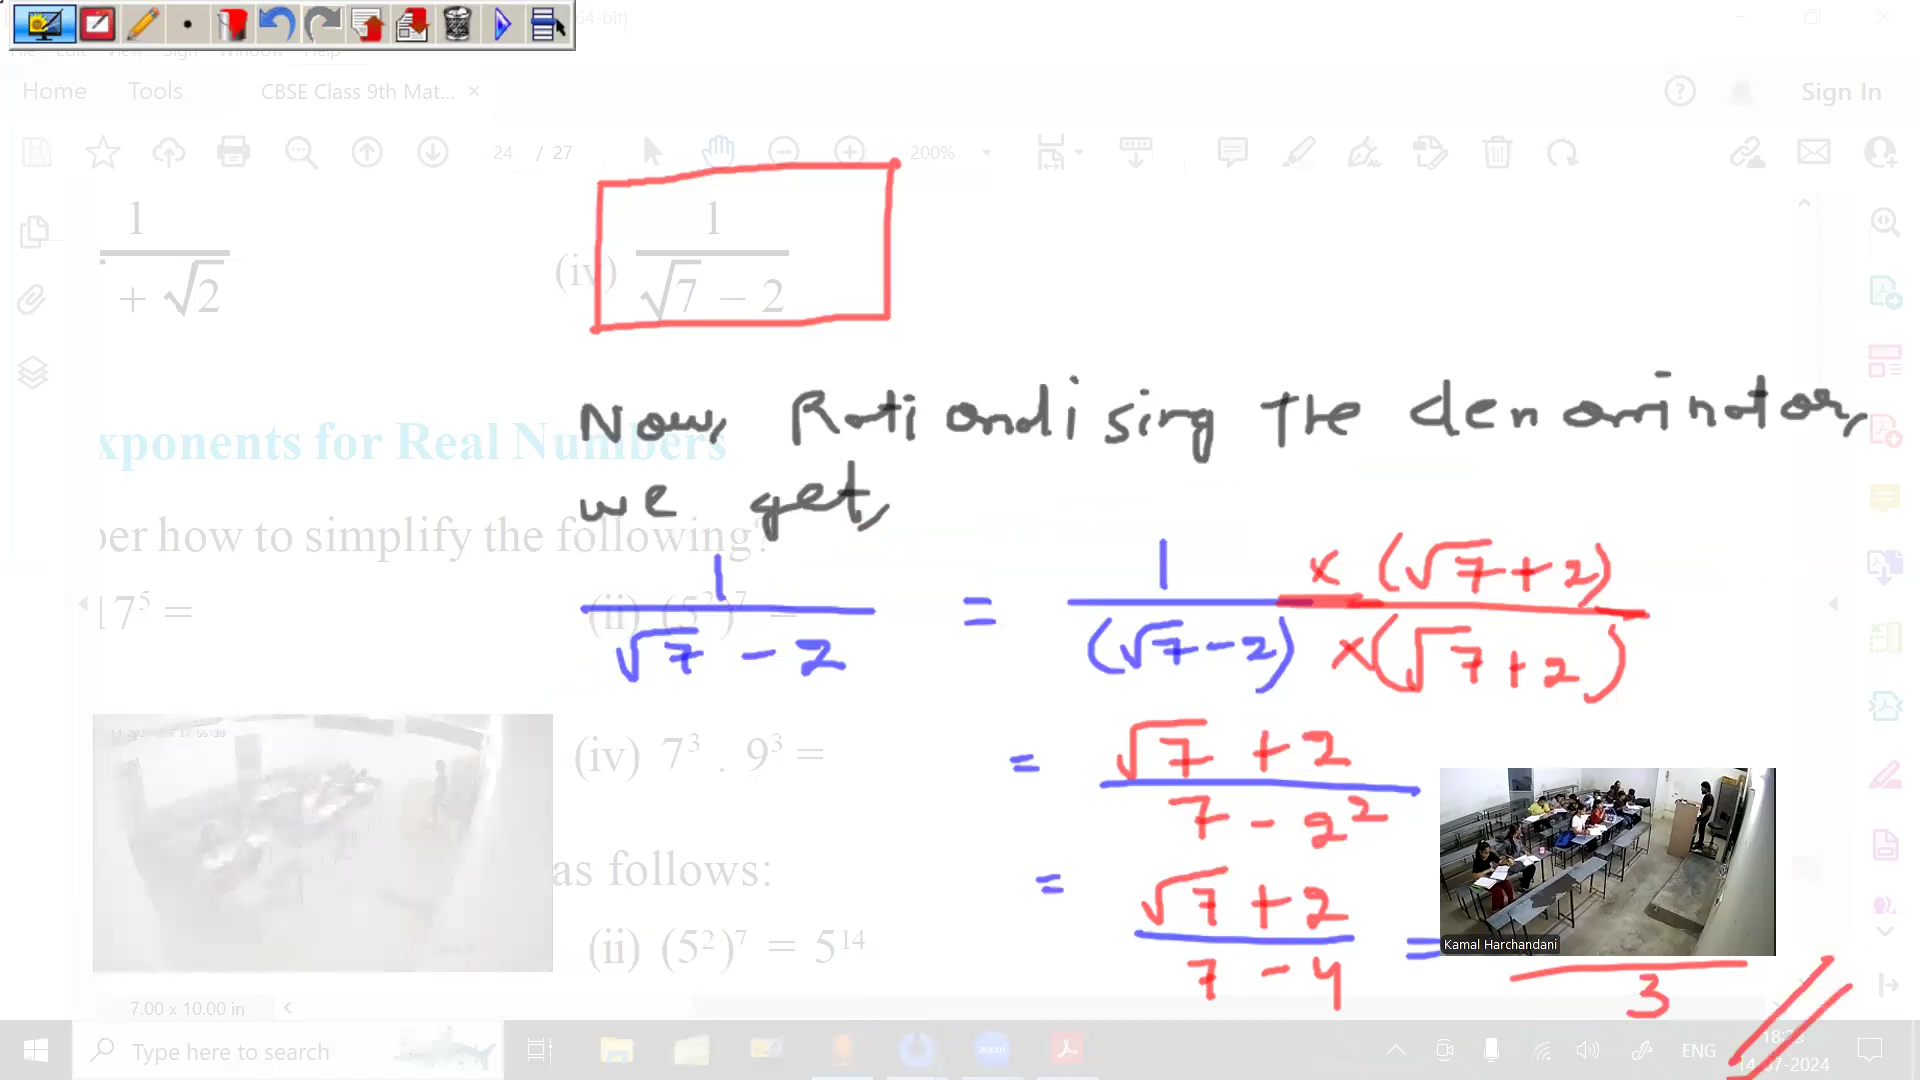 Home Tools CBSE Class 9th Mat... × Sign In
24 / 27 200%
1 / + √2
(iv) 1 / √7 − 2
Now, Rationalising the denominator,
xponents for Real Numbers
we get,
per how to simplify the following?
1 / √7 − 2 = 1 × (√7 + 2) / (√7 − 2) × (√7 + 2)
17⁵ =
= √7 + 2 / 7 − 2²
(iv) 7³ . 9³ =
as follows:
= √7 + 2 / 7 − 4 =
3
(ii) (5²)⁷ = 5¹⁴
Kamal Harchandani
7.00 x 10.00 in
Type here to search
zoom
ENG